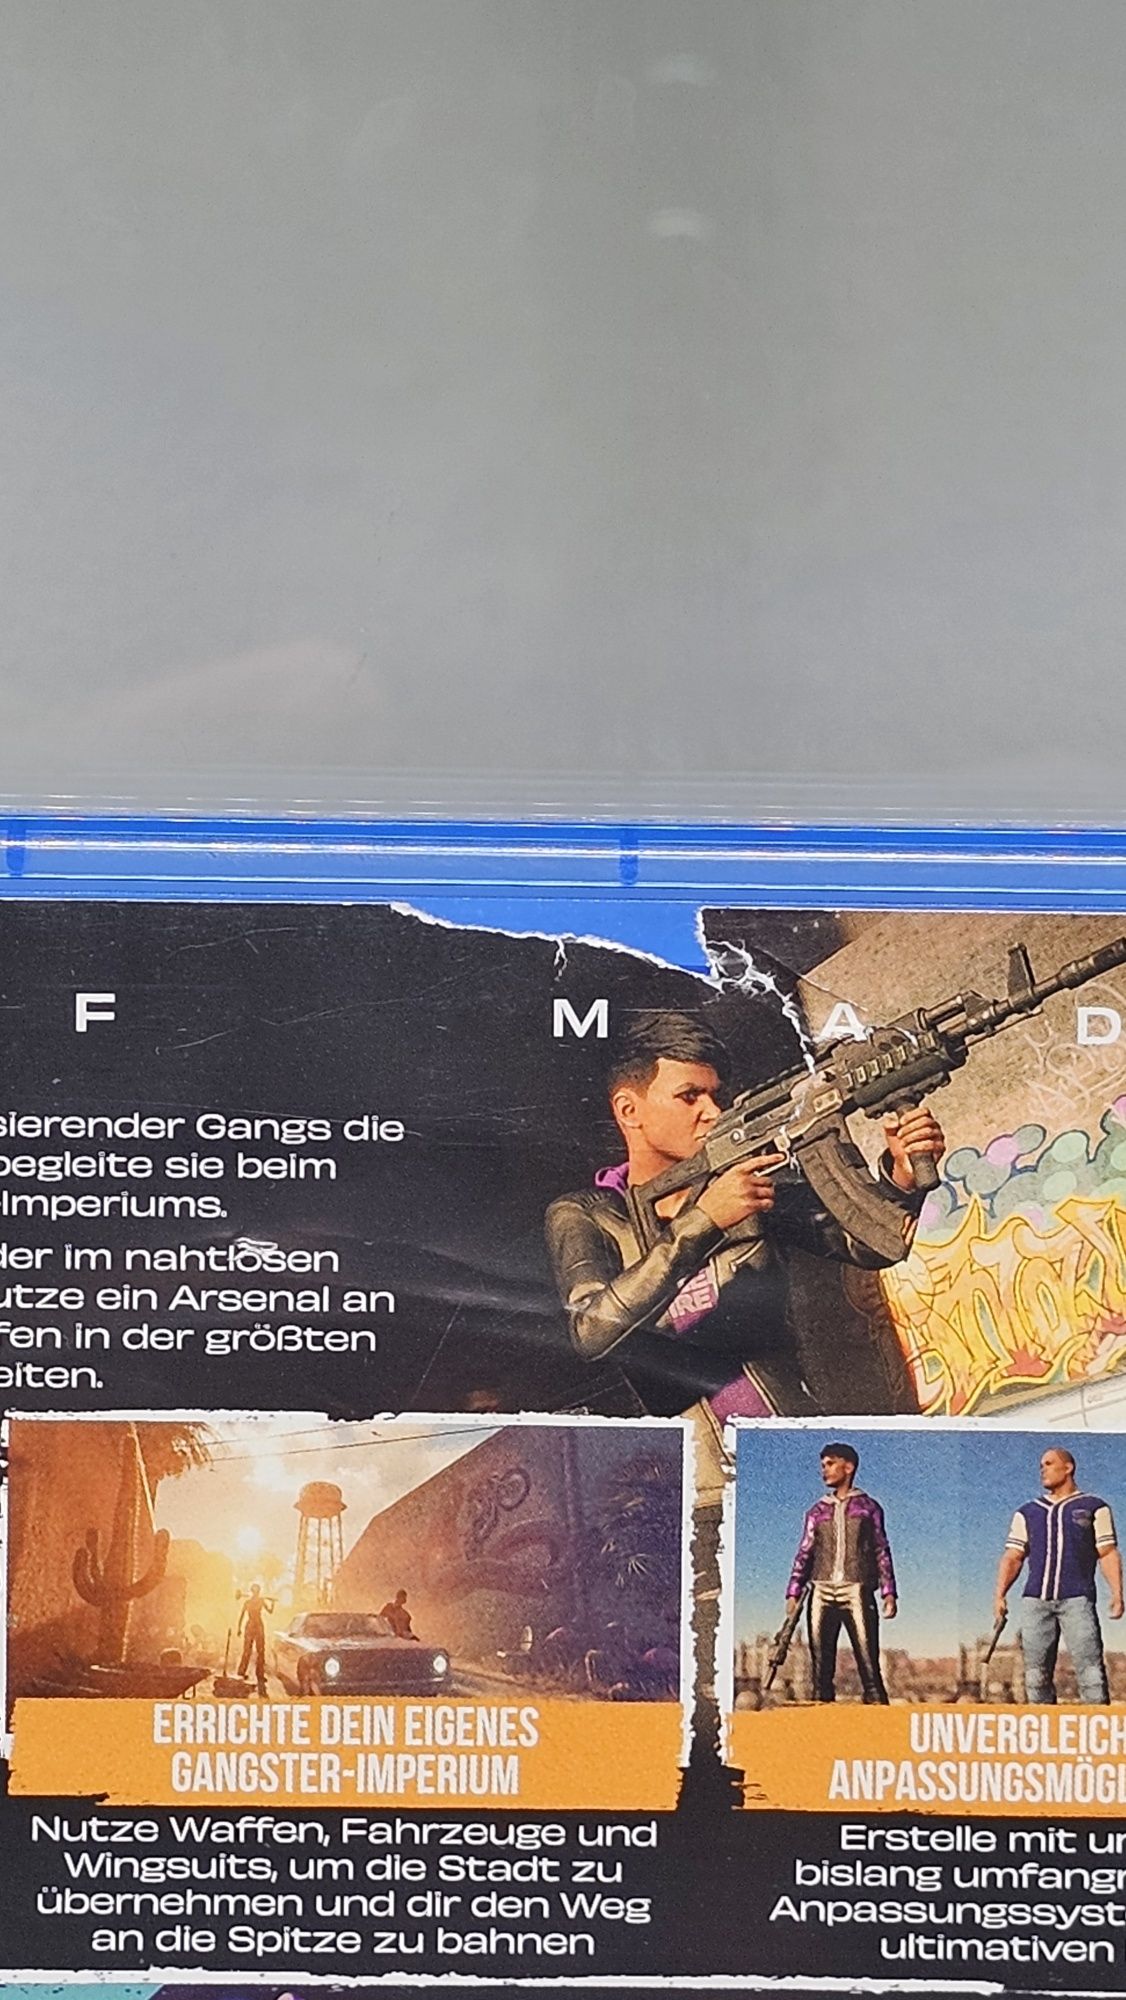 F M A D
sierender Gangs die
begleite sie beim
-Imperiums.
der im nahtlosen
utze ein Arsenal an
fen in der größten
eiten.
ERRICHTE DEIN EIGENES
GANGSTER-IMPERIUM
Nutze Waffen, Fahrzeuge und
Wingsuits, um die Stadt zu
übernehmen und dir den Weg
an die Spitze zu bahnen
UNVERGLEICH
ANPASSUNGSMÖGL
Erstelle mit un
bislang umfangr
Anpassungssyst
ultimativen